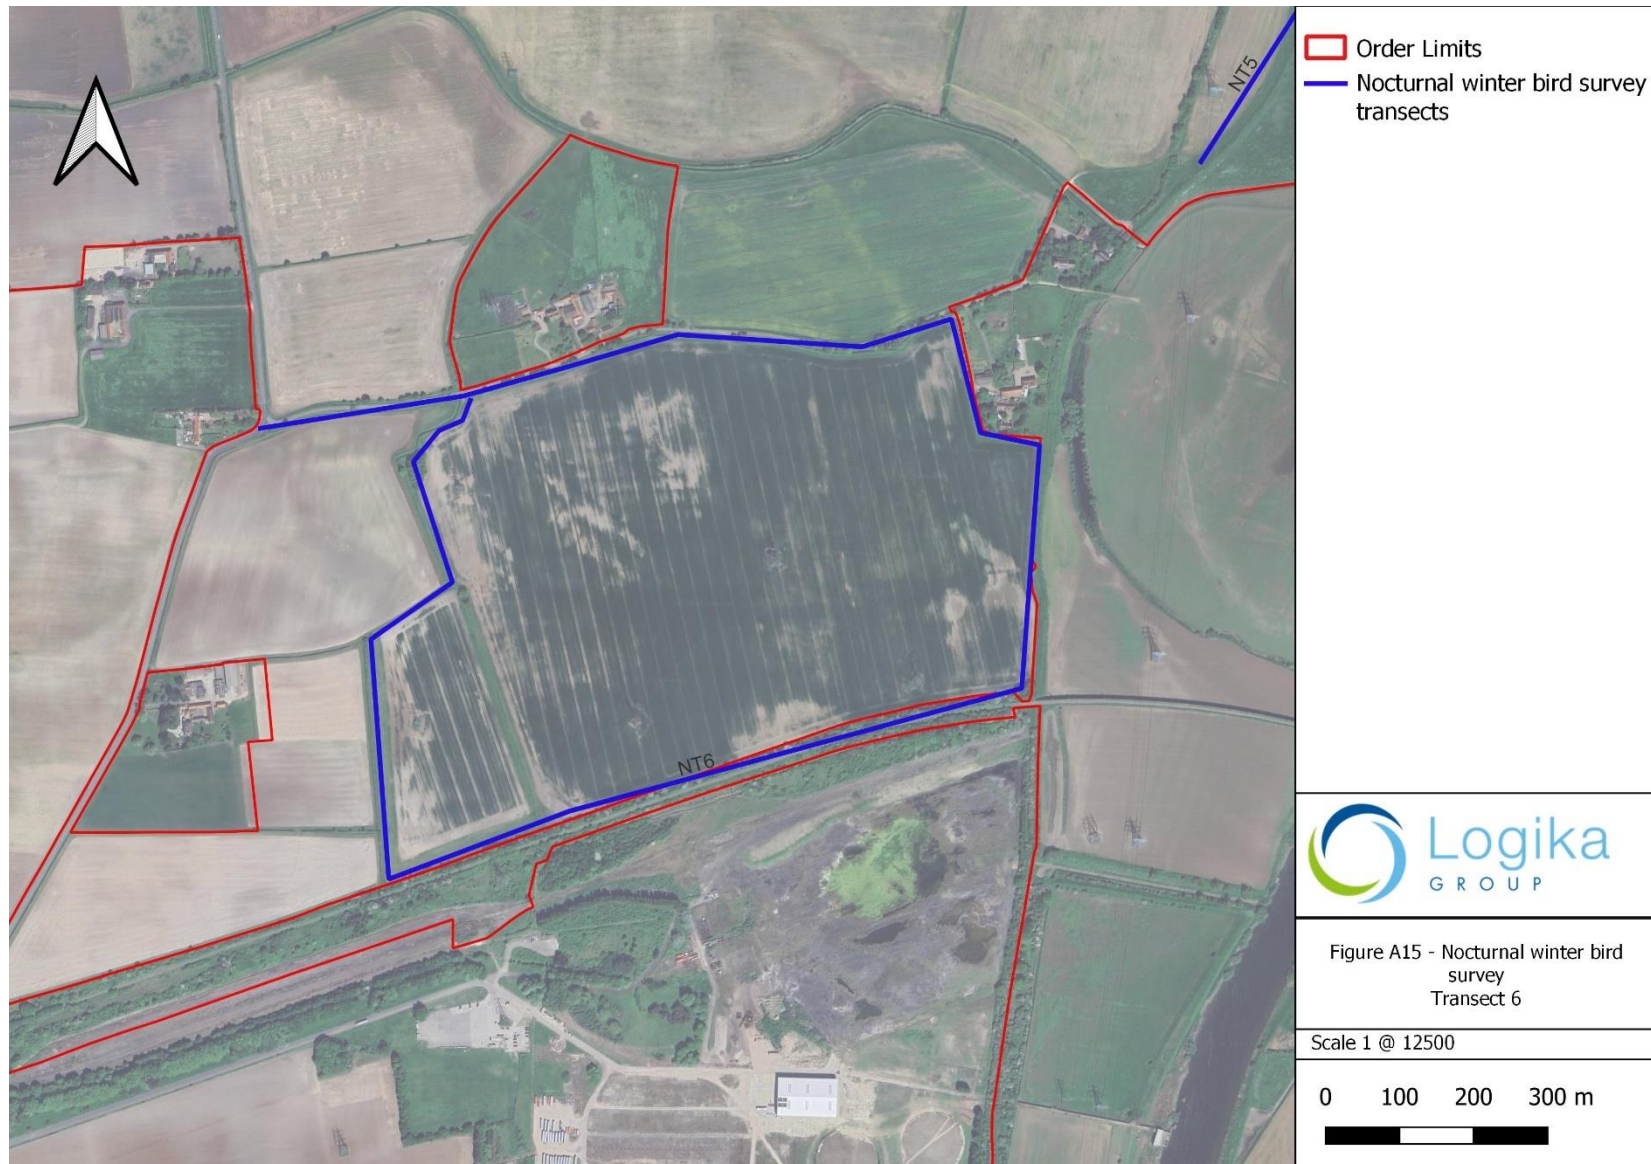 NT5
NT6
Order Limits
Nocturnal winter bird survey
transects
Logika
GROUP
Figure A15 - Nocturnal winter bird
survey
Transect 6
Scale 1 @ 12500
0 100 200 300 m